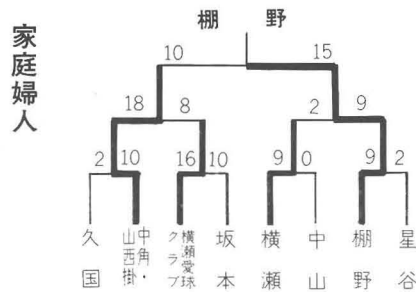 家庭婦人
棚野
10 15
18 8 2 9
2 10 16 10 9 0 9 2
久国
中角・
山西掛
横瀬愛球
クラブ
坂本
横瀬
中山
棚野
星谷